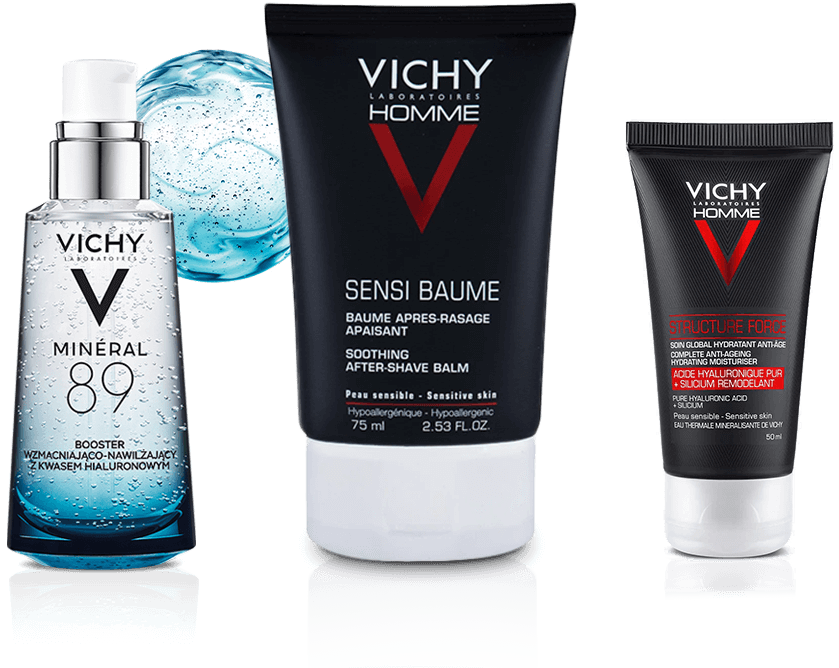 VICHY
LABORATOIRES
MINÉRAL
89
BOOSTER
WZMACNIAJĄCO-NAWILŻAJĄCY
Z KWASEM HIALURONOWYM
VICHY
LABORATOIRES
HOMME
SENSI BAUME
BAUME APRES-RASAGE
APAISANT
SOOTHING
AFTER-SHAVE BALM
Peau sensible - Sensitive skin
Hypoallergénique - Hypoallergenic
75 ml 2.53 FL.OZ.
VICHY
LABORATOIRES
HOMME
STRUCTURE FORCE
SOIN GLOBAL HYDRATANT ANTI-ÂGE
COMPLETE ANTI-AGEING
HYDRATING MOISTURISER
ACIDE HYALURONIQUE PUR
+ SILICIUM REMODELANT
PURE HYALURONIC ACID
+ SILICIUM
Peau sensible - Sensitive skin
EAU THERMALE MINERALISANTE DE VICHY
50 ml